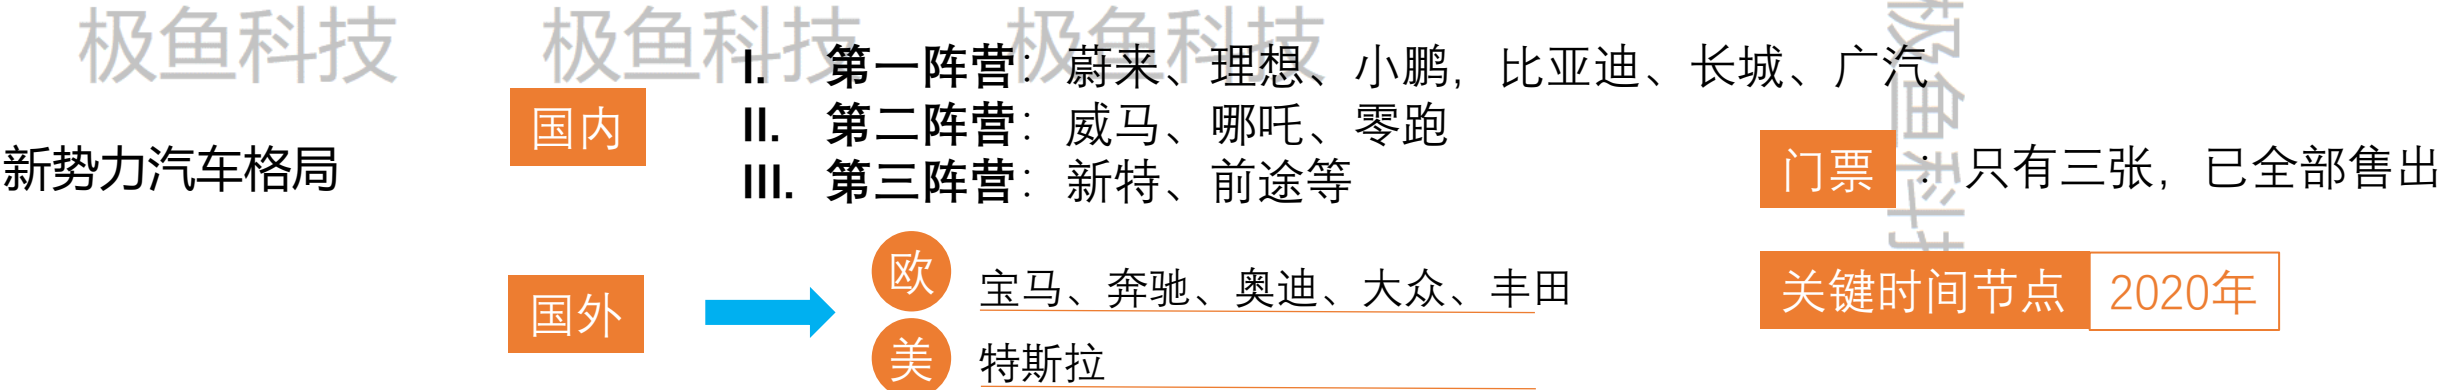 极鱼科技 极鱼科技 极鱼科技
极鱼科技
新势力汽车格局
国内
I. 第一阵营：蔚来、理想、小鹏，比亚迪、长城、广汽
II. 第二阵营：威马、哪吒、零跑
III. 第三阵营：新特、前途等
门票：只有三张，已全部售出
国外
欧 宝马、奔驰、奥迪、大众、丰田
美 特斯拉
关键时间节点 2020年